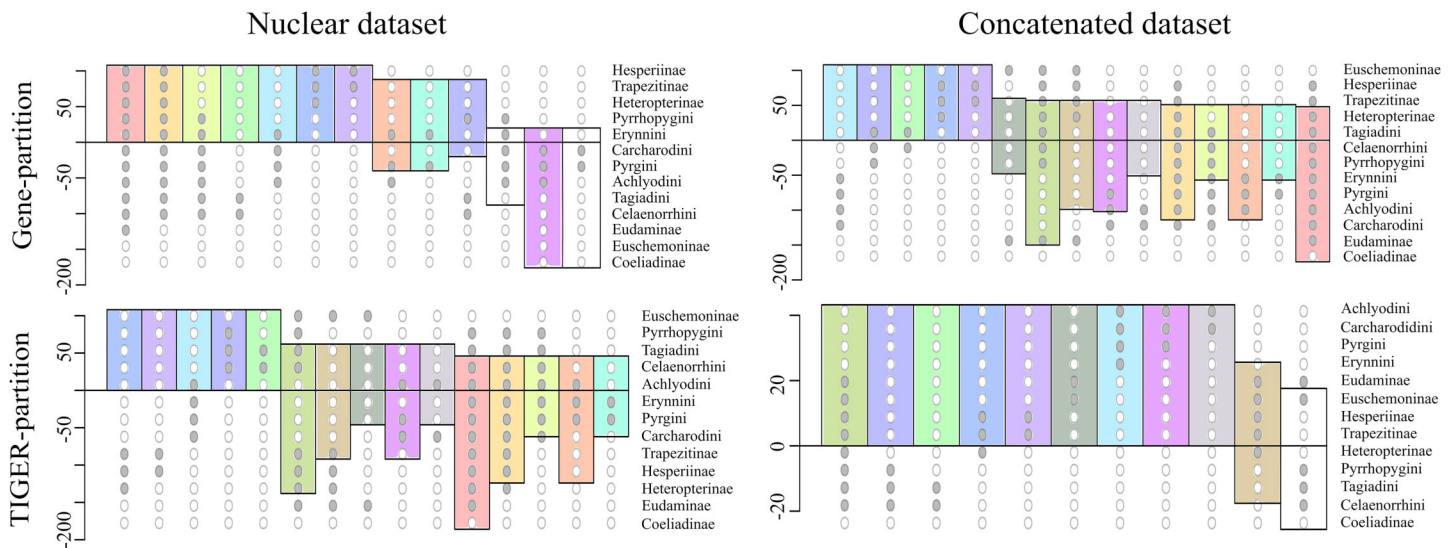 Nuclear dataset
Concatenated dataset
Gene-partition
50
-50
-200
Hesperiinae
Trapezitinae
Heteropterinae
Pyrrhopygini
Erynnini
Carcharodini
Pyrgini
Achlyodini
Tagiadini
Celaenorrhini
Eudaminae
Euschemoninae
Coeliadinae
50
-50
-200
Euschemoninae
Hesperiinae
Trapezitinae
Heteropterinae
Tagiadini
Celaenorrhini
Pyrrhopygini
Erynnini
Pyrgini
Achlyodini
Carcharodini
Eudaminae
Coeliadinae
TIGER-partition
50
-50
-200
Euschemoninae
Pyrrhopygini
Tagiadini
Celaenorrhini
Achlyodini
Erynnini
Pyrgini
Carcharodini
Trapezitinae
Hesperiinae
Heteropterinae
Eudaminae
Coeliadinae
20
0
-20
Achlyodini
Carcharodidini
Pyrgini
Erynnini
Eudaminae
Euschemoninae
Hesperiinae
Trapezitinae
Heteropterinae
Pyrrhopygini
Tagiadini
Celaenorrhini
Coeliadinae